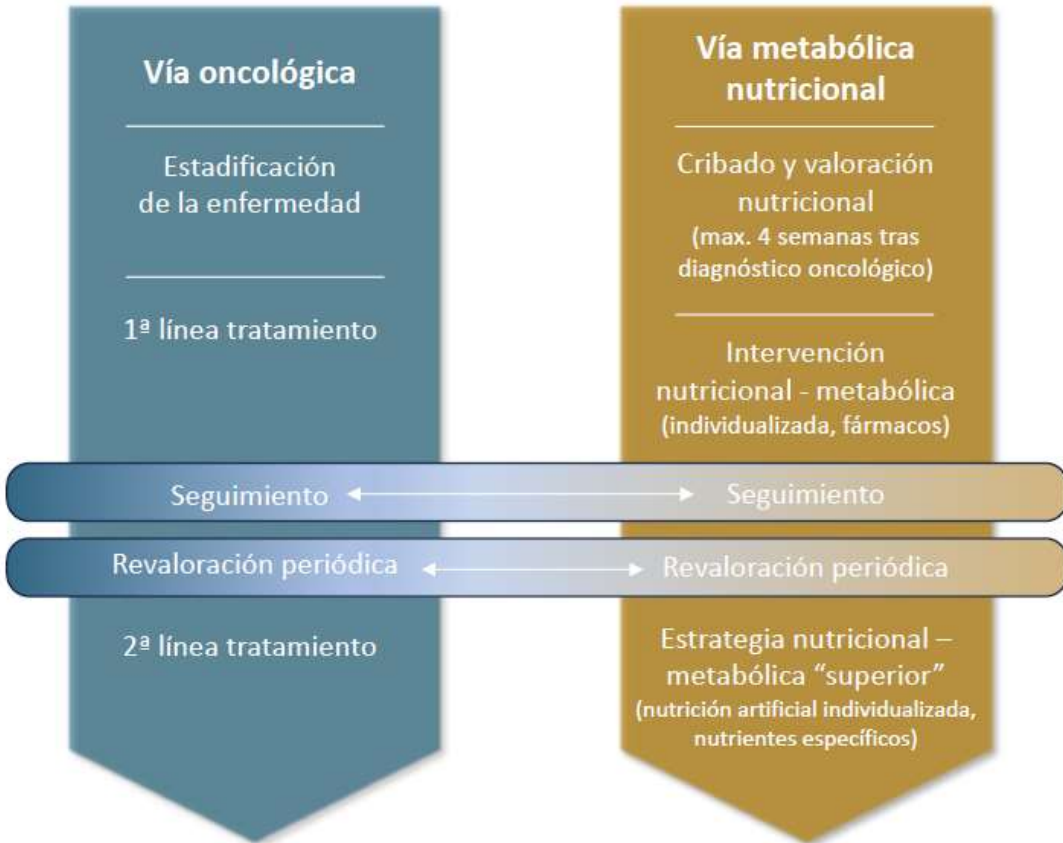 Vía oncológica
Estadificación
de la enfermedad
1ª línea tratamiento
Vía metabólica
nutricional
Cribado y valoración
nutricional
(max. 4 semanas tras
diagnóstico oncológico)
Intervención
nutricional - metabólica
(individualizada, fármacos)
Seguimiento
Seguimiento
Revaloración periódica
Revaloración periódica
2ª línea tratamiento
Estrategia nutricional –
metabólica “superior”
(nutrición artificial individualizada,
nutrientes específicos)